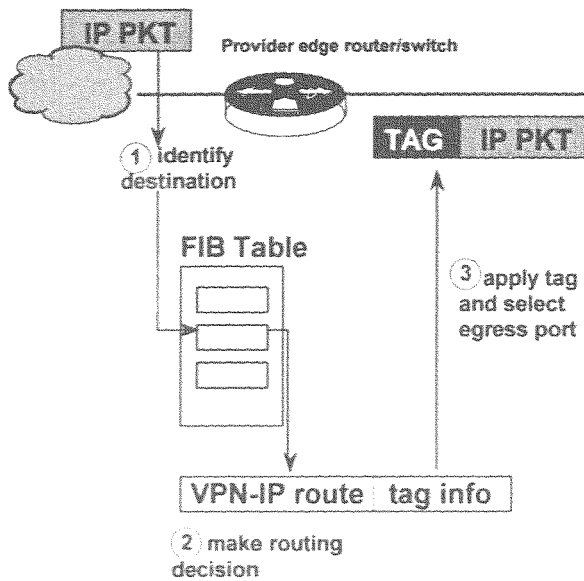 IP PKT
Provider edge router/switch
TAG IP PKT
1 identify
destination
FIB Table
3 apply tag
and select
egress port
VPN-IP route tag info
2 make routing
decision